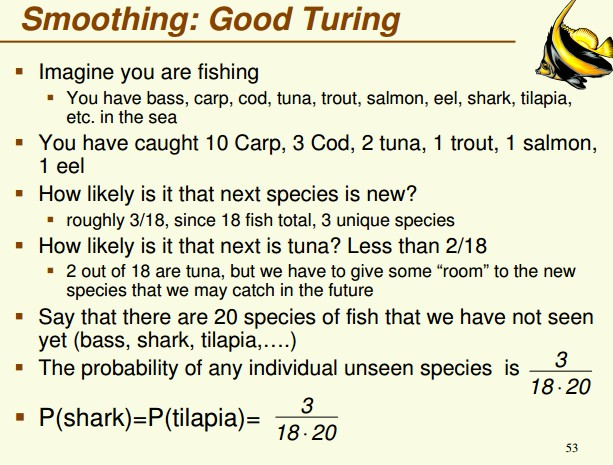 Smoothing: Good Turing
▪ Imagine you are fishing
▪ You have bass, carp, cod, tuna, trout, salmon, eel, shark, tilapia,
etc. in the sea
▪ You have caught 10 Carp, 3 Cod, 2 tuna, 1 trout, 1 salmon,
1 eel
▪ How likely is it that next species is new?
▪ roughly 3/18, since 18 fish total, 3 unique species
▪ How likely is it that next is tuna? Less than 2/18
▪ 2 out of 18 are tuna, but we have to give some “room” to the new
species that we may catch in the future
▪ Say that there are 20 species of fish that we have not seen
yet (bass, shark, tilapia,….)
▪ The probability of any individual unseen species is 3 / 18 · 20
▪ P(shark)=P(tilapia)= 3 / 18 · 20
53